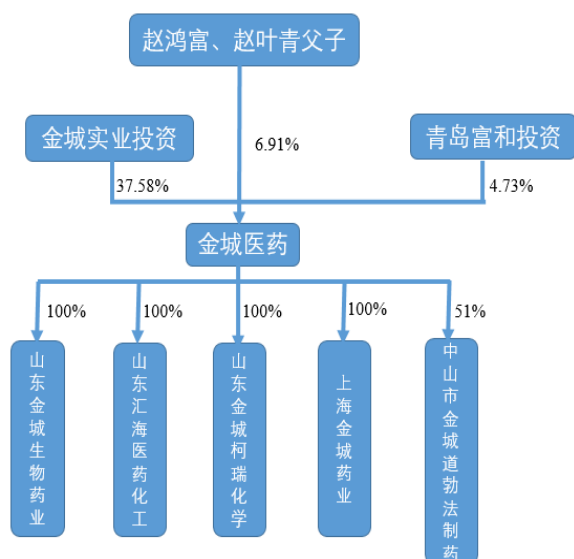 赵鸿富、赵叶青父子
金城实业投资
6.91%
青岛富和投资
37.58%
4.73%
金城医药
100%
100%
100%
100%
51%
山东金城生物药业
山东汇海医药化工
山东金城柯瑞化学
上海金城药业
中山市金城道勃法制药